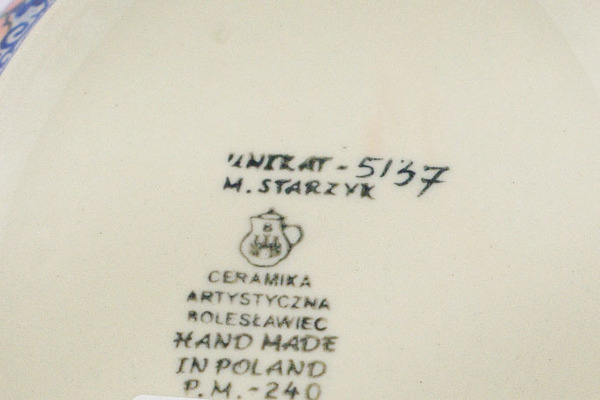 UNIKAT - 5137
M. STARZYK
B
CERAMIKA
ARTYSTYCZNA
BOLESŁAWIEC
HAND MADE
IN POLAND
P.M. - 240